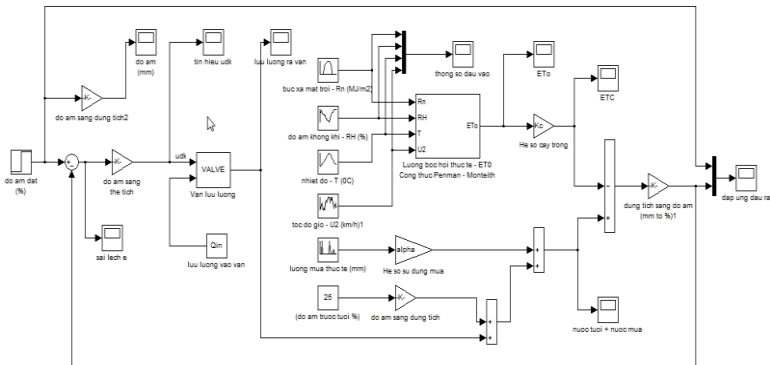 do am
(mm)
tin hieu udk
luu luong ra van
buc xa mat troi - Rn (MJ/m2)
thong so dau vao
ETo
ETC
K-
do am sang dung tich2
do am khong khi - RH (%)
Rn
RH
T
U2
ETo
Luong boc hoi thuc te - ET0
Cong thuc Penman - Monteith
Kc
He so cay trong
do am dat
(%)
K-
do am sang
the tich
udk
VALVE
Van luu luong
nhiet do - T (0C)
toc do gio - U2 (km/h)1
K-
dung tich sang do am
(mm to %)1
dap ung dau ra
sai lech e
Qin
luu luong vao van
luong mua thuc te (mm)
alpha
He so su dung mua
25
(do am truoc tuoi %)
K-
do am sang dung tich
nuoc tuoi + nuoc mua